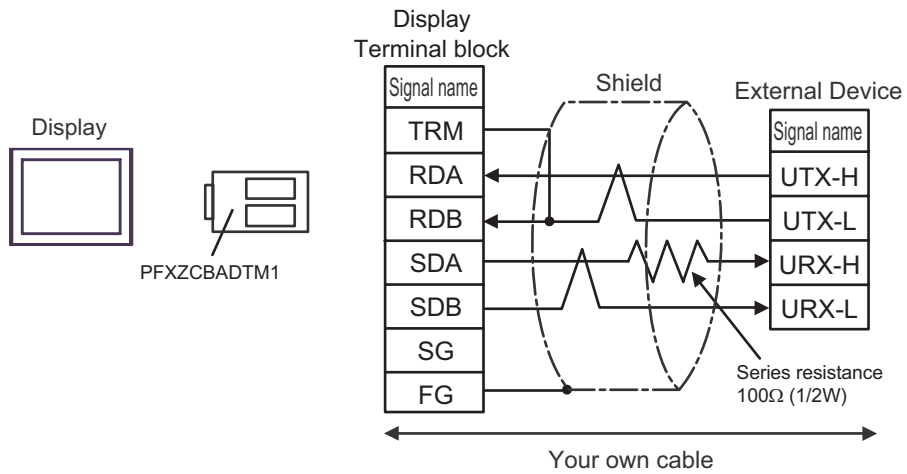 Display
Terminal block
Shield
External Device
Signal name
Signal name
Display
TRM
RDA
UTX-H
RDB
UTX-L
SDA
URX-H
PFXZCBADTM1
SDB
URX-L
SG
Series resistance
100Ω (1/2W)
FG
Your own cable